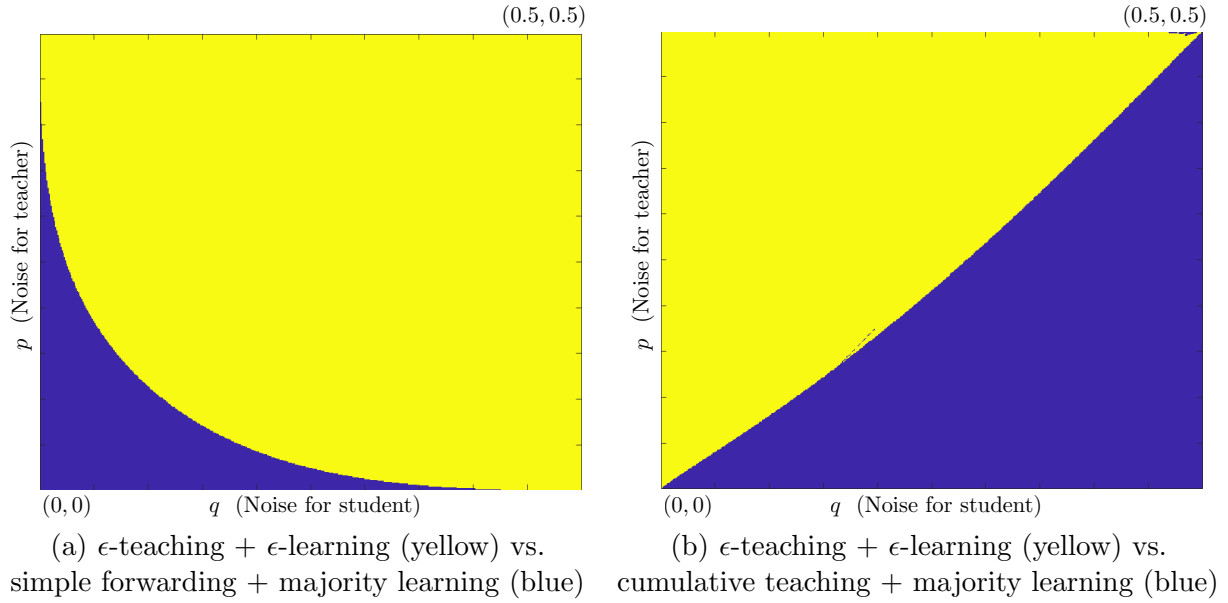 (0.5, 0.5)
p (Noise for teacher)
(0, 0)
q (Noise for student)
(a) ϵ-teaching + ϵ-learning (yellow) vs.
simple forwarding + majority learning (blue)
(0.5, 0.5)
p (Noise for teacher)
(0, 0)
q (Noise for student)
(b) ϵ-teaching + ϵ-learning (yellow) vs.
cumulative teaching + majority learning (blue)